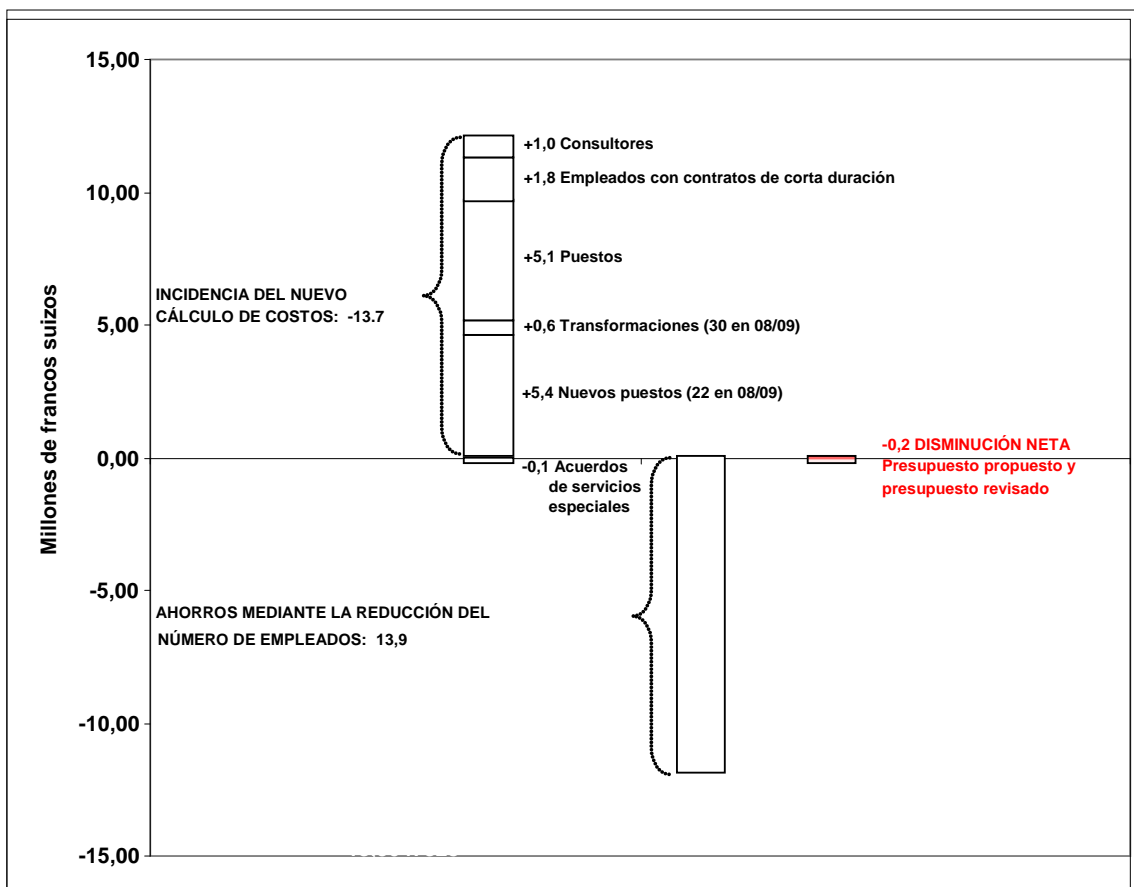 15,00
10,00
5,00
0,00
-5,00
-10,00
-15,00
Millones de francos suizos
+1,0 Consultores
+1,8 Empleados con contratos de corta duración
+5,1 Puestos
INCIDENCIA DEL NUEVO
CÁLCULO DE COSTOS: -13.7
+0,6 Transformaciones (30 en 08/09)
+5,4 Nuevos puestos (22 en 08/09)
-0,1 Acuerdos
de servicios
especiales
-0,2 DISMINUCIÓN NETA
Presupuesto propuesto y
presupuesto revisado
AHORROS MEDIANTE LA REDUCCIÓN DEL
NÚMERO DE EMPLEADOS: 13,9